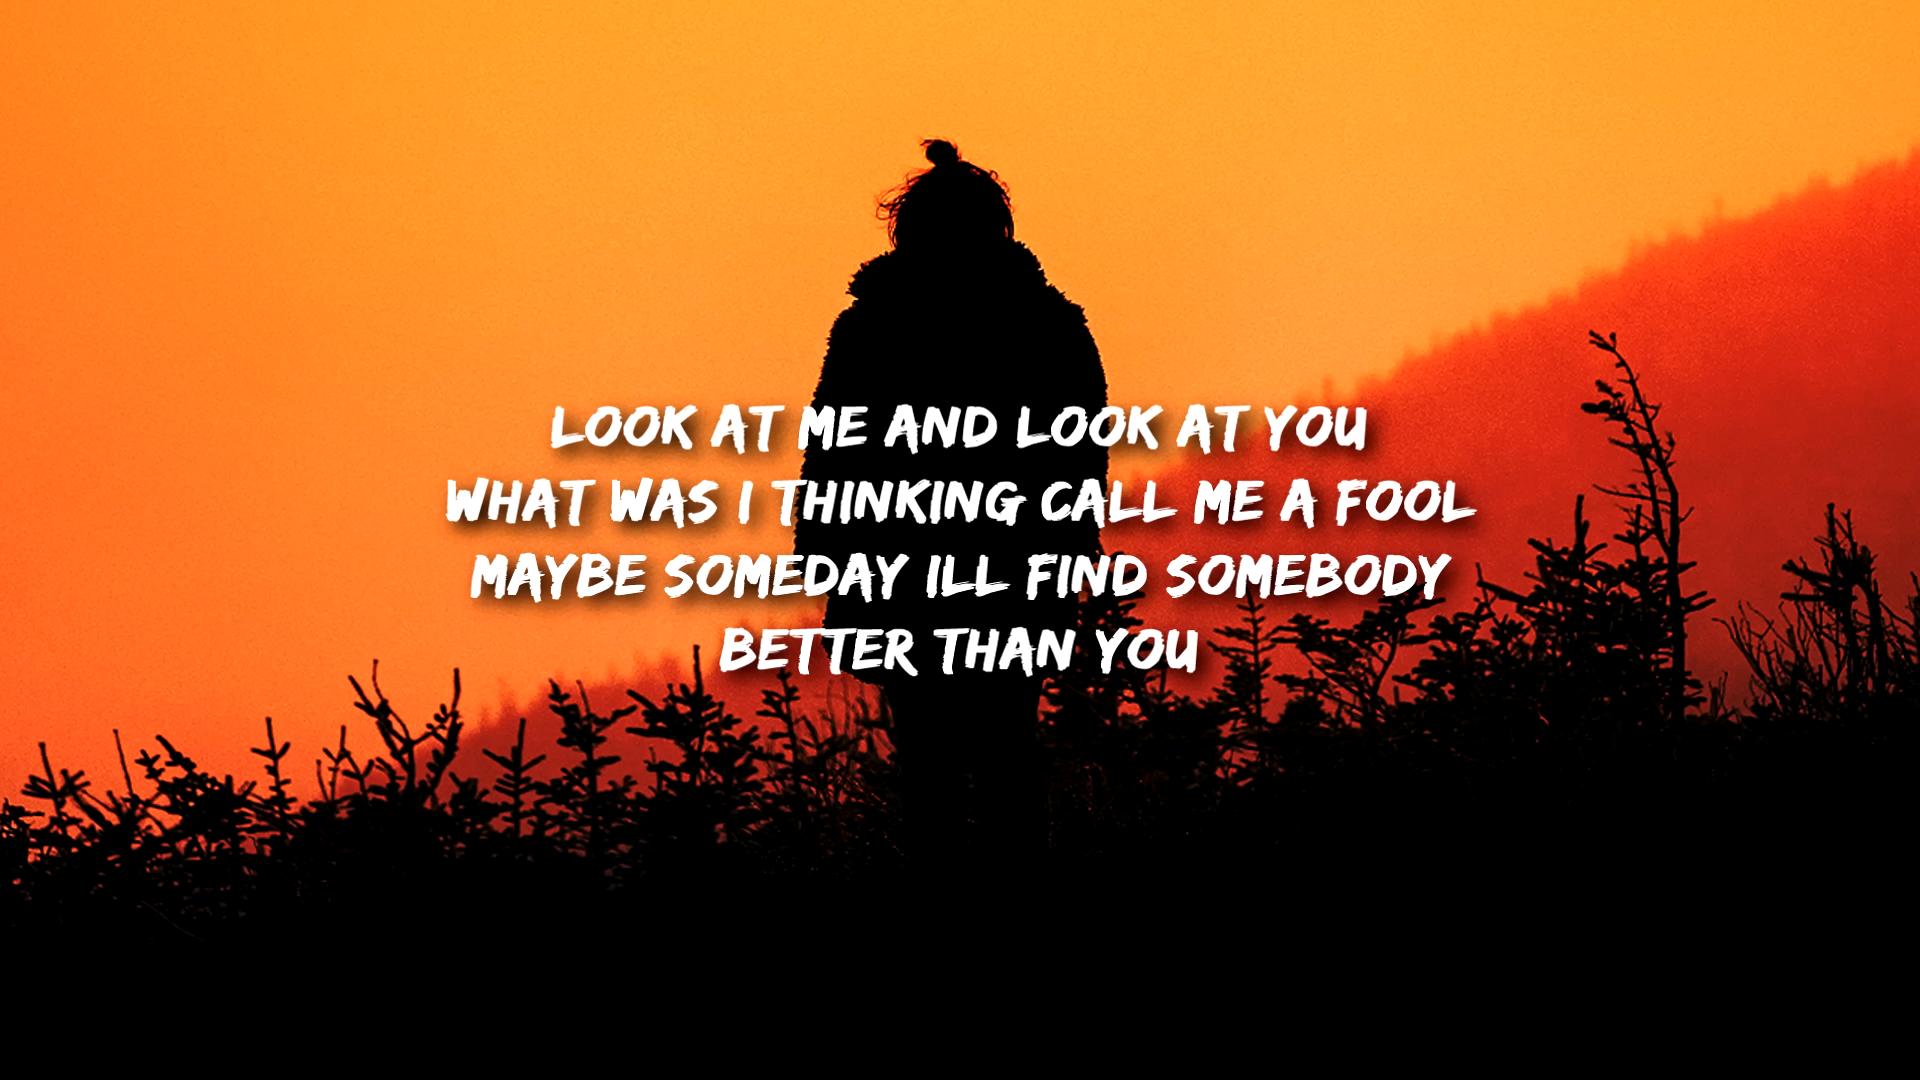 LOOK AT ME AND LOOK AT YOU
WHAT WAS I THINKING CALL ME A FOOL
MAYBE SOMEDAY ILL FIND SOMEBODY
BETTER THAN YOU